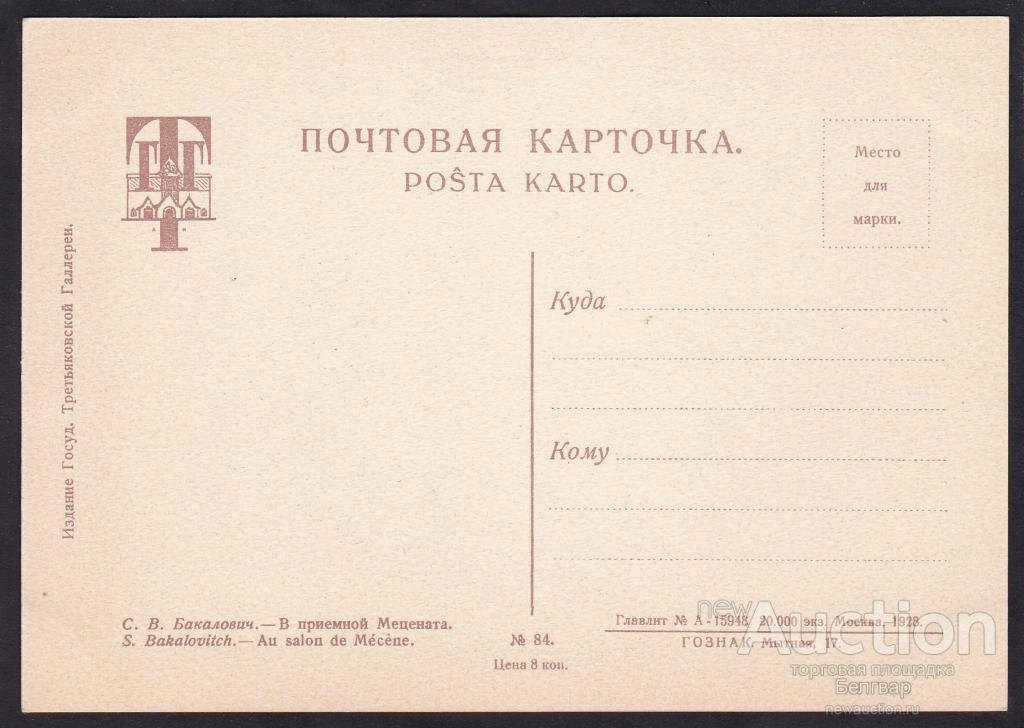 ПОЧТОВАЯ КАРТОЧКА.
POŜTA KARTO.
Место
для
марки.
Издание Госуд. Третьяковской Галлереи.
Куда
Кому
С. В. Бакалович.—В приемной Мецената.
S. Bakalovitch.—Au salon de Mécène.
№ 84.
Цена 8 коп.
Главлит № А-15948 20.000 экз. Москва, 1928.
ГОЗНАК. Мытная, 17.
newAuction
торговая площадка
Белгвар
newauction.ru